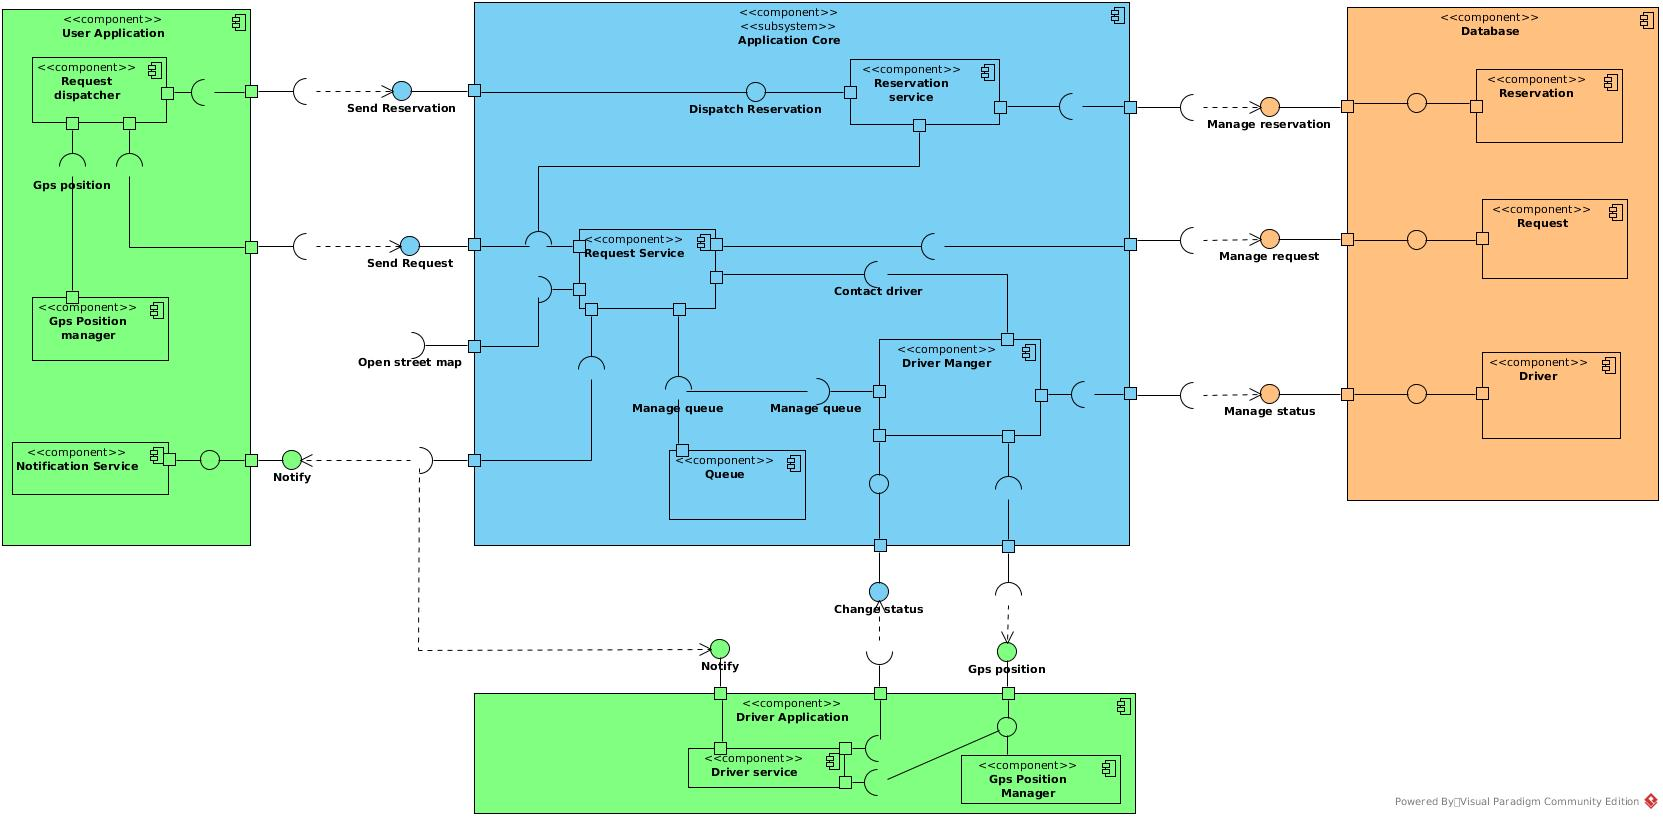 <<component>>
User Application
<<component>>
Request
dispatcher
Gps position
<<component>>
Gps Position
manager
<<component>>
Notification Service
Send Reservation
Send Request
Open street map
Notify
<<component>>
<<subsystem>>
Application Core
Dispatch Reservation
<<component>>
Reservation
service
<<component>>
Request Service
Contact driver
<<component>>
Driver Manger
Manage queue
Manage queue
<<component>>
Queue
Manage reservation
Manage request
Manage status
<<component>>
Database
<<component>>
Reservation
<<component>>
Request
<<component>>
Driver
Change status
Notify
Gps position
<<component>>
Driver Application
<<component>>
Driver service
<<component>>
Gps Position
Manager
Powered By Visual Paradigm Community Edition